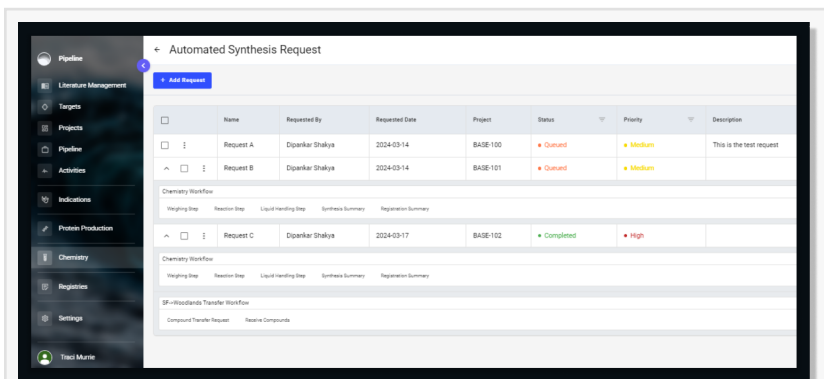 ← Automated Synthesis Request
Pipeline
+ Add Request
Literature Management
Targets
Projects
Pipeline
Activities
Indications
Protein Production
Chemistry
Registries
Settings
Traci Murrie
Name Requested By Requested Date Project Status Priority Description
Request A Dipankar Shakya 2024-03-14 BASE-100 Queued Medium This is the test request
Request B Dipankar Shakya 2024-03-14 BASE-101 Queued Medium
Chemistry Workflow
Weighing Step Reaction Step Liquid Handling Step Synthesis Summary Registration Summary
Request C Dipankar Shakya 2024-03-17 BASE-102 Completed High
Chemistry Workflow
Weighing Step Reaction Step Liquid Handling Step Synthesis Summary Registration Summary
SF->Woodlands Transfer Workflow
Compound Transfer Request Receive Compounds